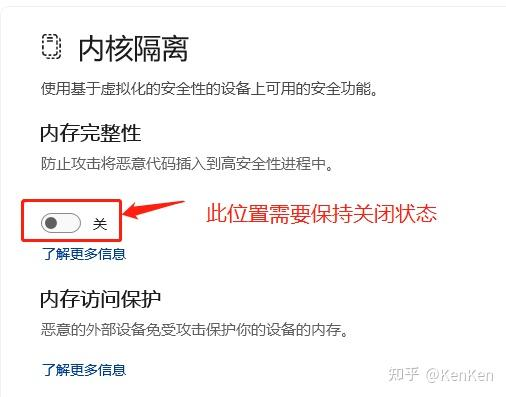 内核隔离
使用基于虚拟化的安全性的设备上可用的安全功能。
内存完整性
防止攻击将恶意代码插入到高安全性进程中。
关
此位置需要保持关闭状态
了解更多信息
内存访问保护
恶意的外部设备免受攻击保护你的设备的内存。
了解更多信息
知乎 @KenKen